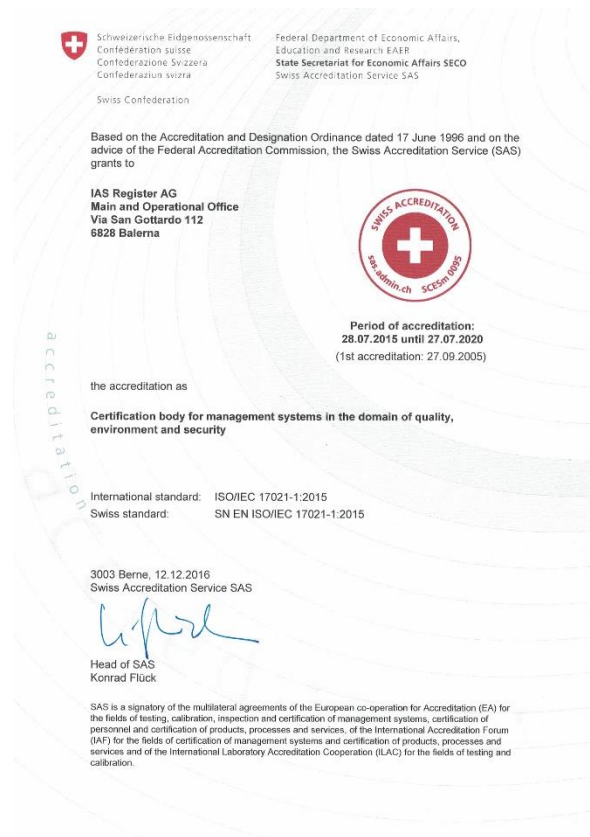 Schweizerische Eidgenossenschaft
Confédération suisse
Confederazione Svizzera
Confederaziun svizra
Swiss Confederation
Federal Department of Economic Affairs,
Education and Research EAER
State Secretariat for Economic Affairs SECO
Swiss Accreditation Service SAS
Based on the Accreditation and Designation Ordinance dated 17 June 1996 and on the
advice of the Federal Accreditation Commission, the Swiss Accreditation Service (SAS)
grants to
IAS Register AG
Main and Operational Office
Via San Gottardo 112
6828 Balerna
SWISS ACCREDITATION
sas.admin.ch SCESm 0095
Period of accreditation:
28.07.2015 until 27.07.2020
(1st accreditation: 27.09.2005)
accreditation
the accreditation as
Certification body for management systems in the domain of quality,
environment and security
International standard: ISO/IEC 17021-1:2015
Swiss standard: SN EN ISO/IEC 17021-1:2015
3003 Berne, 12.12.2016
Swiss Accreditation Service SAS
Head of SAS
Konrad Flück
SAS is a signatory of the multilateral agreements of the European co-operation for Accreditation (EA) for
the fields of testing, calibration, inspection and certification of management systems, certification of
personnel and certification of products, processes and services, of the International Accreditation Forum
(IAF) for the fields of certification of management systems and certification of products, processes and
services and of the International Laboratory Accreditation Cooperation (ILAC) for the fields of testing and
calibration.